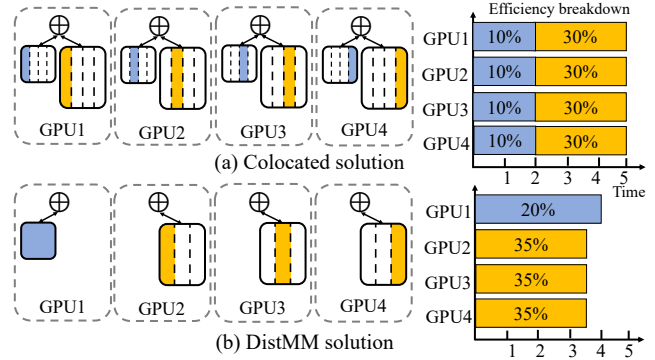 GPU1
GPU2
GPU3
GPU4
(a) Colocated solution
Efficiency breakdown
GPU1 10% 30%
GPU2 10% 30%
GPU3 10% 30%
GPU4 10% 30%
1 2 3 4 5
Time
GPU1
GPU2
GPU3
GPU4
(b) DistMM solution
GPU1 20%
GPU2 35%
GPU3 35%
GPU4 35%
1 2 3 4 5